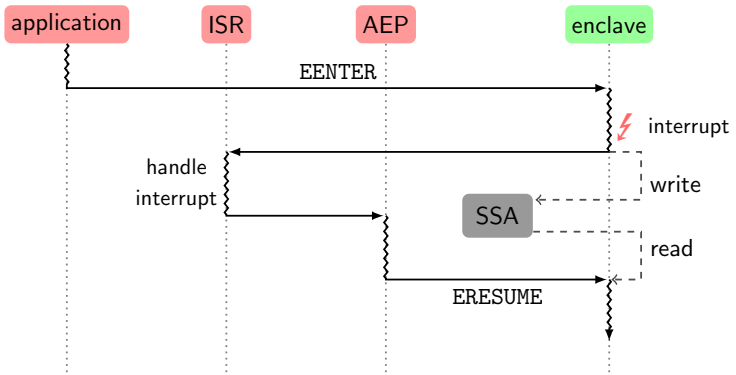 application
ISR
AEP
enclave
EENTER
interrupt
handle
interrupt
write
SSA
read
ERESUME